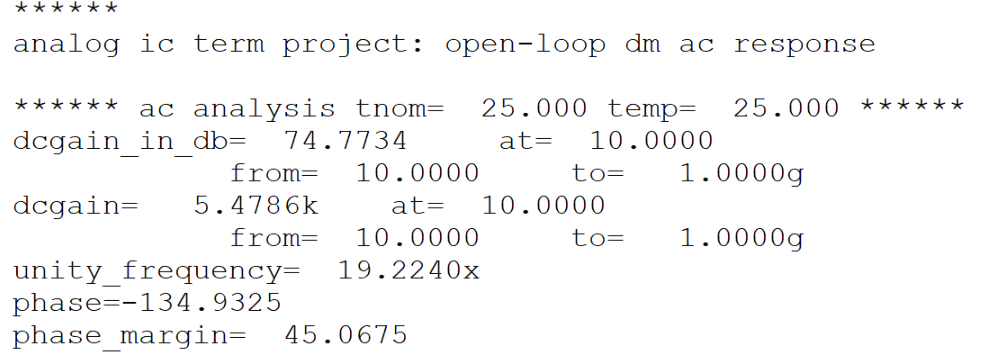 ******
analog ic term project: open-loop dm ac response
****** ac analysis tnom= 25.000 temp= 25.000 ******
dcgain_in_db= 74.7734 at= 10.0000
from= 10.0000 to= 1.0000g
dcgain= 5.4786k at= 10.0000
from= 10.0000 to= 1.0000g
unity_frequency= 19.2240x
phase=-134.9325
phase_margin= 45.0675